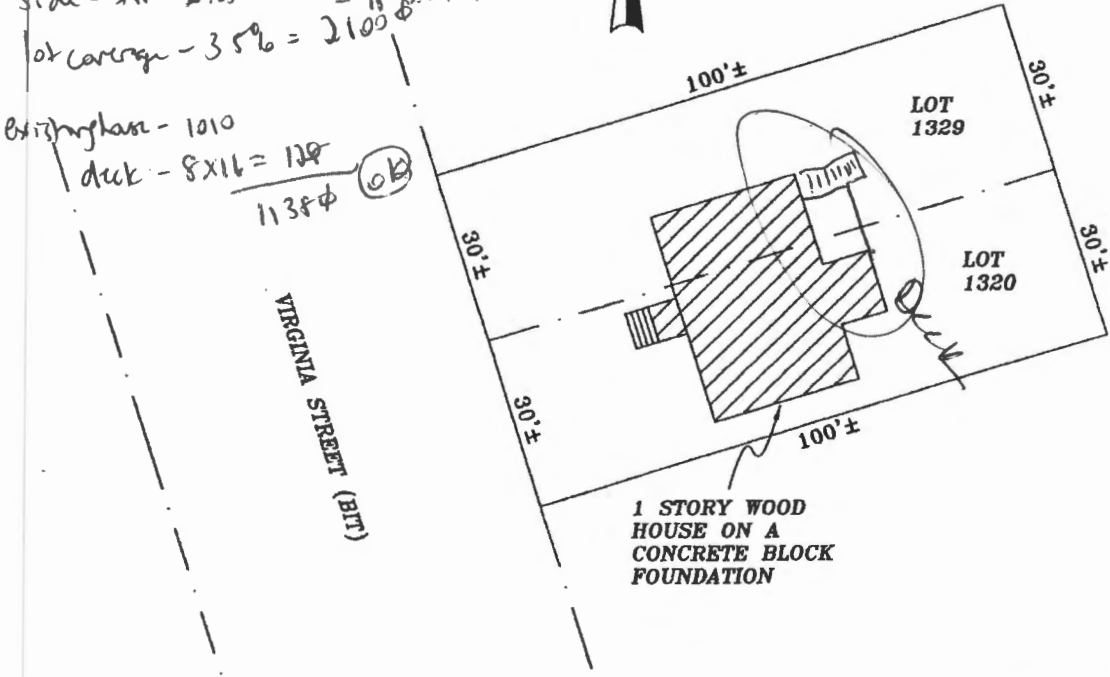 side -
lot coverage - 35% = 2100 ϕ
existing house - 1010
deck - 8x16 = 128
1138 ϕ ok
100'±
30'±
LOT
1329
30'±
30'±
LOT
1320
30'±
VIRGINIA STREET (BIT)
100'±
1 STORY WOOD
HOUSE ON A
CONCRETE BLOCK
FOUNDATION
Deck